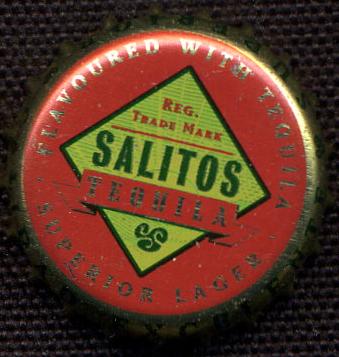 FLAVOURED WITH TEQUILA
REG.
TRADE MARK
SALITOS
TEQUILA
SUPERIOR LAGER